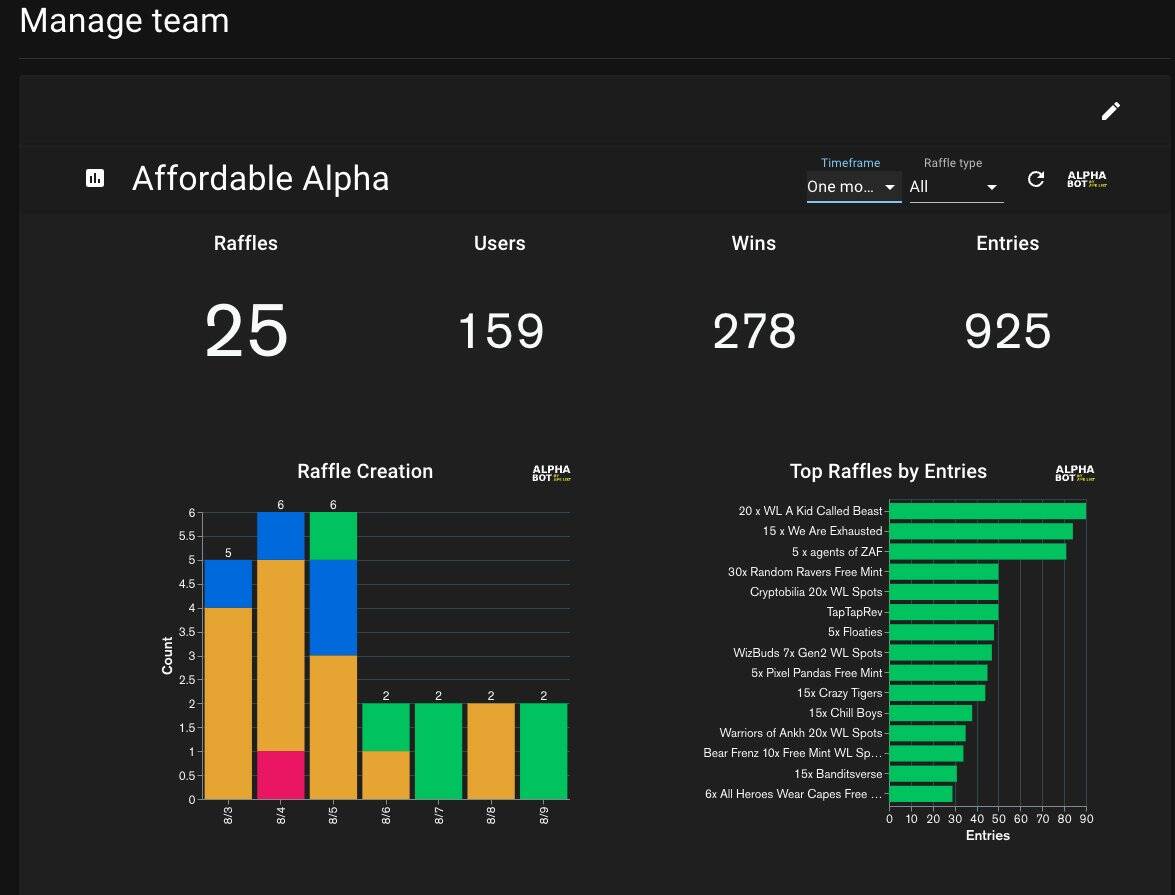 Manage team
Affordable Alpha
Timeframe
One mo...
Raffle type
All
ALPHA
BOT
Raffles
Users
Wins
Entries
25
159
278
925
Raffle Creation
ALPHA
BOT
Count
6
5.5
5
4.5
4
3.5
3
2.5
2
1.5
1
0.5
0
5
6
6
2
2
2
2
8/3
8/4
8/5
8/6
8/7
8/8
8/9
Top Raffles by Entries
ALPHA
BOT
20 x WL A Kid Called Beast
15 x We Are Exhausted
5 x agents of ZAF
30x Random Ravers Free Mint
Cryptobilia 20x WL Spots
TapTapRev
5x Floaties
WizBuds 7x Gen2 WL Spots
5x Pixel Pandas Free Mint
15x Crazy Tigers
15x Chill Boys
Warriors of Ankh 20x WL Spots
Bear Frenz 10x Free Mint WL Sp...
15x Banditsverse
6x All Heroes Wear Capes Free ...
0 10 20 30 40 50 60 70 80 90
Entries